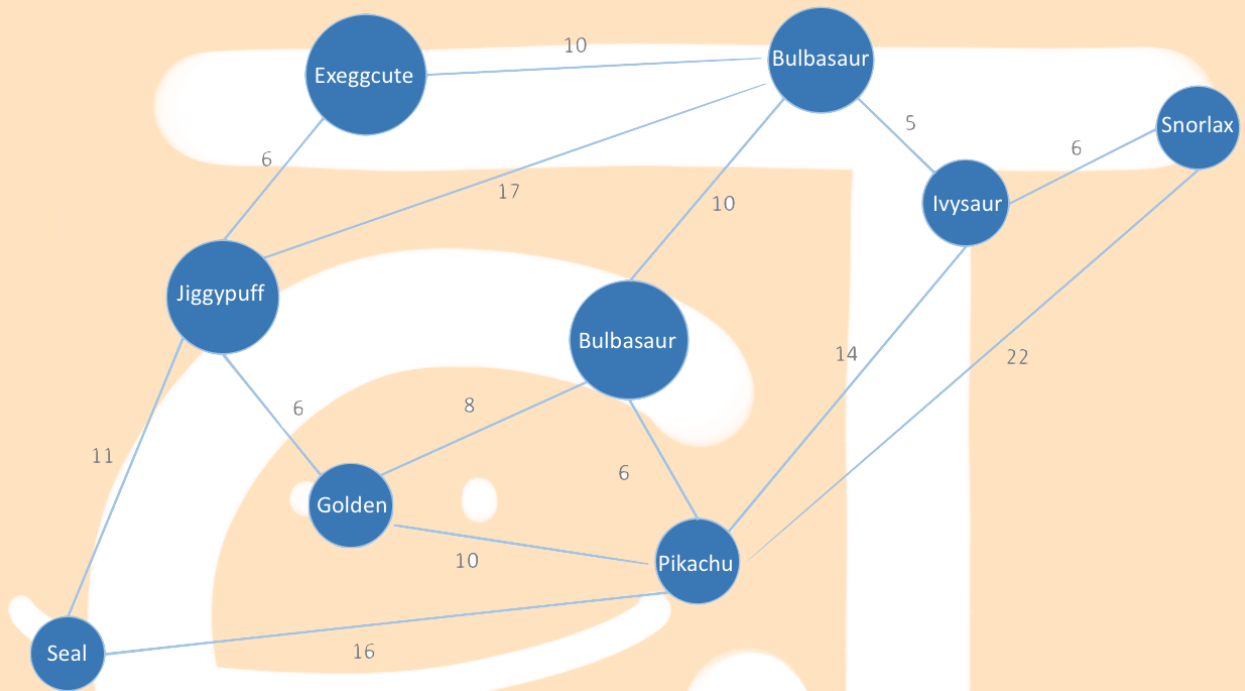 10
Bulbasaur
Exeggcute
5
Snorlax
6
6
17
10
Ivysaur
Jiggypuff
Bulbasaur
14
22
6
8
11
6
Golden
10
Pikachu
16
Seal